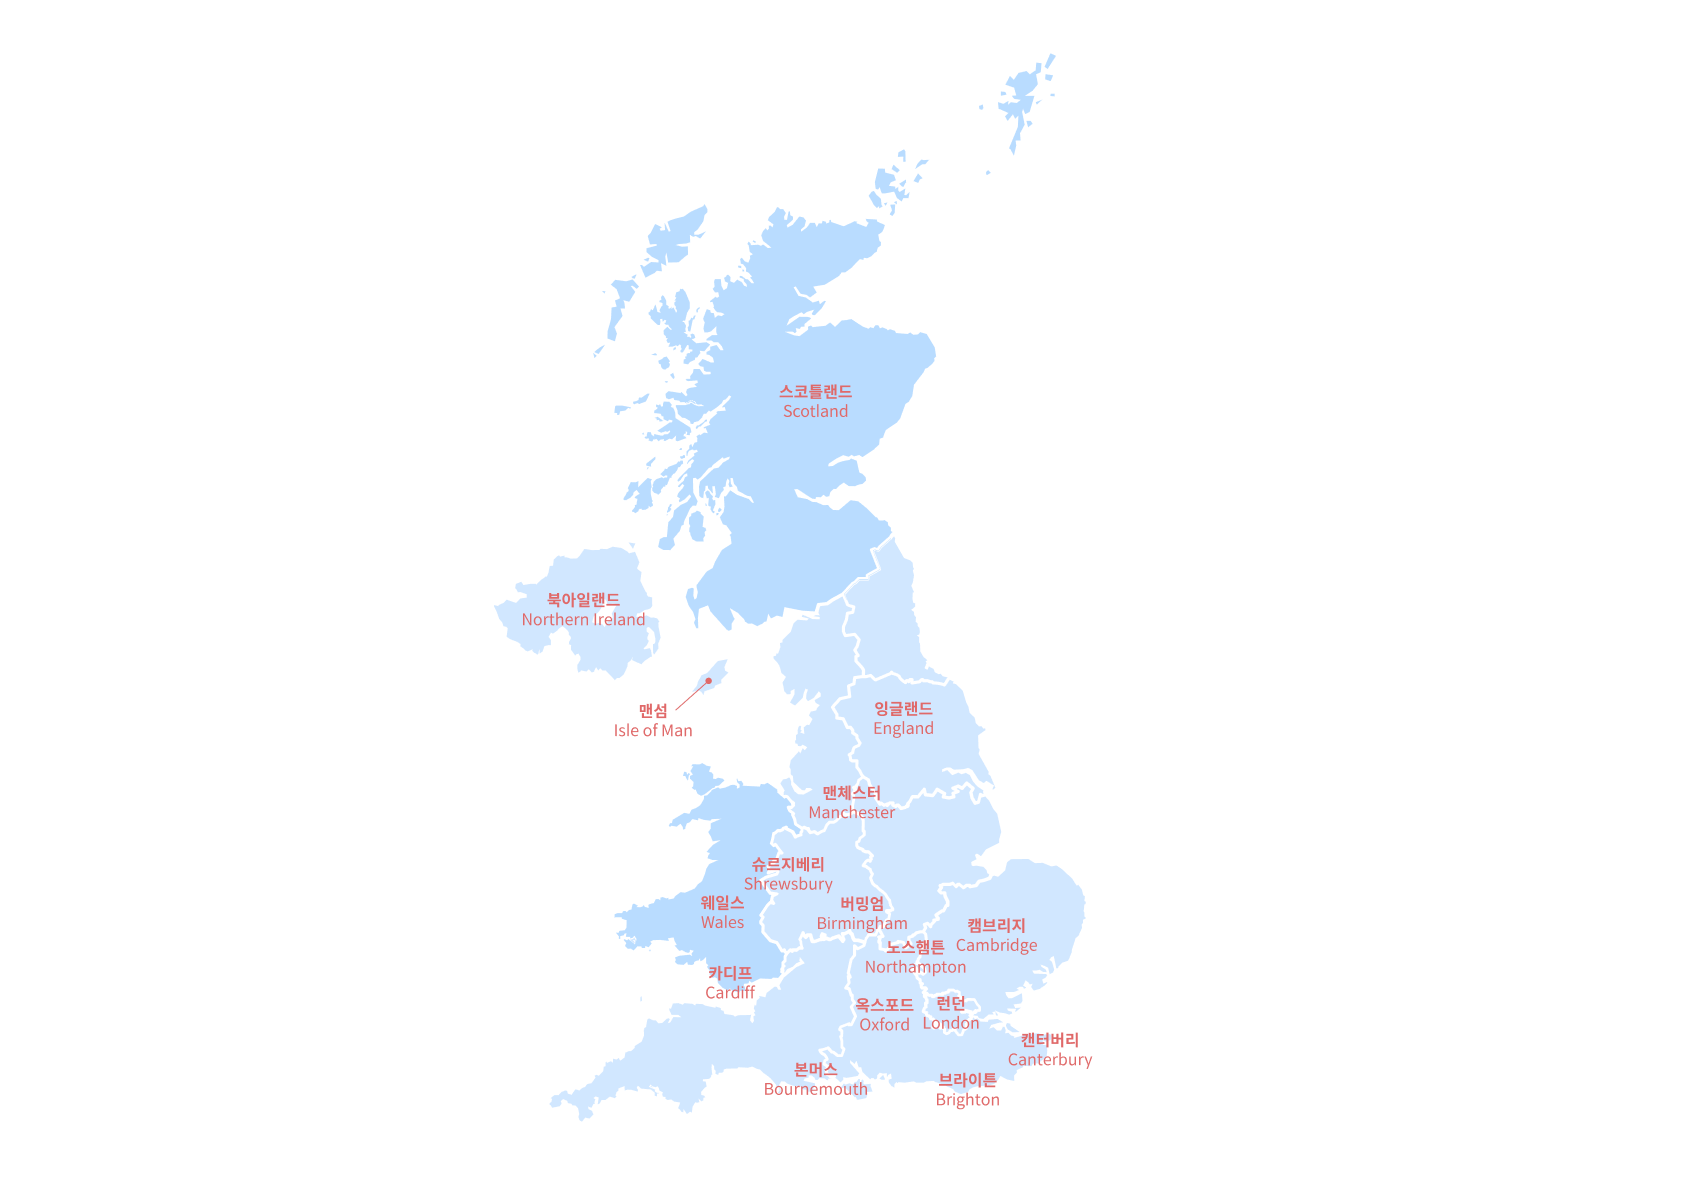 스코틀랜드
Scotland
북아일랜드
Northern Ireland
맨섬
Isle of Man
잉글랜드
England
맨체스터
Manchester
슈르지베리
Shrewsbury
웨일스
Wales
버밍엄
Birmingham
캠브리지
Cambridge
노스햄튼
Northampton
카디프
Cardiff
옥스포드
Oxford
런던
London
캔터버리
Canterbury
본머스
Bournemouth
브라이튼
Brighton